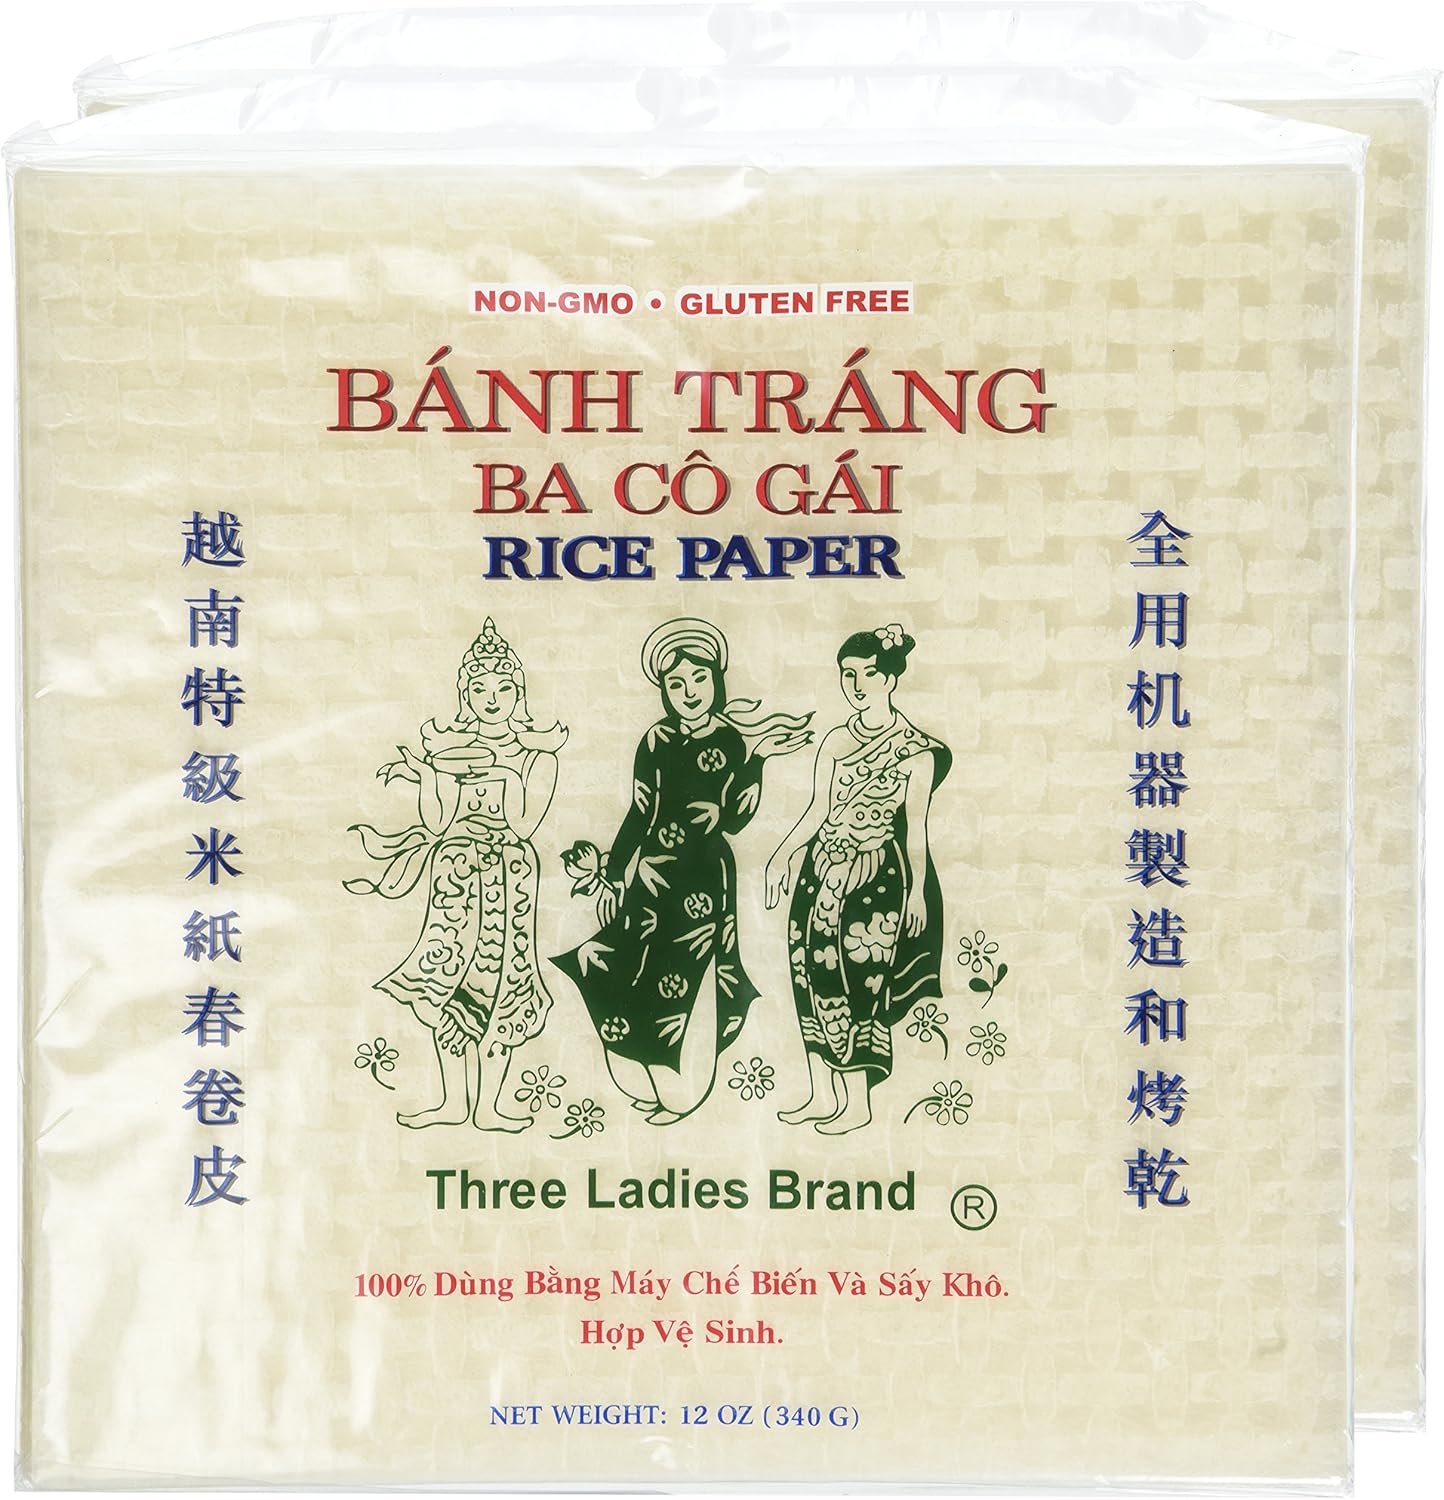 NON-GMO • GLUTEN FREE
BÁNH TRÁNG
BA CÔ GÁI
RICE PAPER
越南特級米紙春卷皮
全用机器製造和烤乾
Three Ladies Brand ®
100% Dùng Bằng Máy Chế Biến Và Sấy Khô.
Hợp Vệ Sinh.
NET WEIGHT: 12 OZ (340 G)